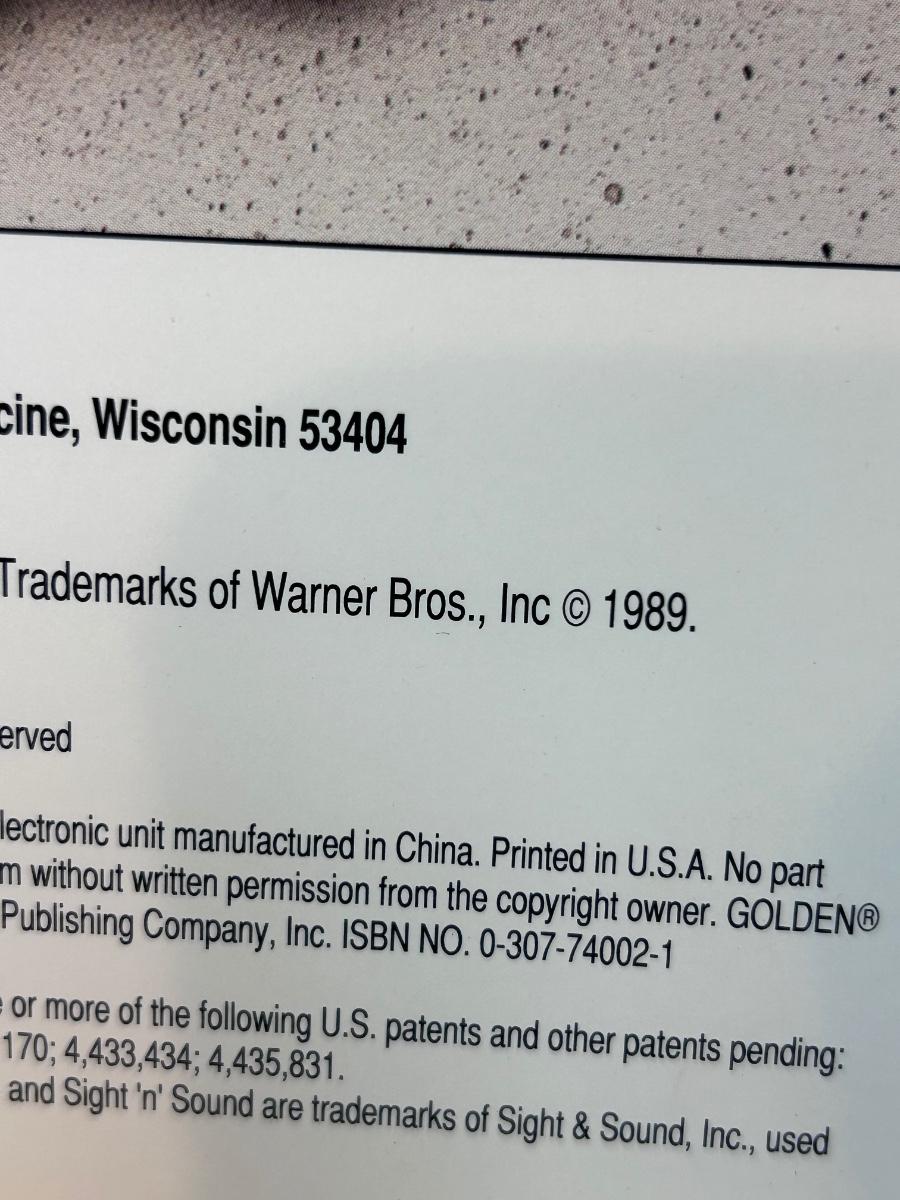 cine, Wisconsin 53404
Trademarks of Warner Bros., Inc © 1989.
erved
lectronic unit manufactured in China. Printed in U.S.A. No part
m without written permission from the copyright owner. GOLDEN®
Publishing Company, Inc. ISBN NO. 0-307-74002-1
e or more of the following U.S. patents and other patents pending:
170; 4,433,434; 4,435,831.
and Sight 'n' Sound are trademarks of Sight & Sound, Inc., used